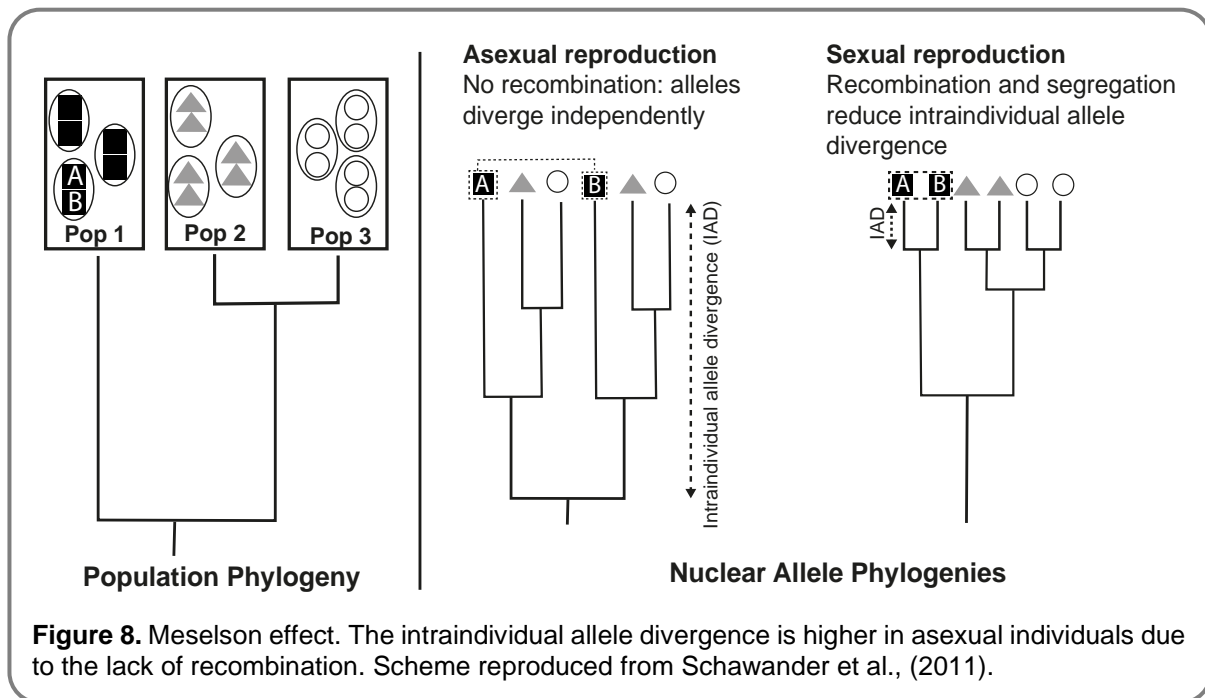 A
B
Pop 1
Pop 2
Pop 3
Population Phylogeny
Asexual reproduction
No recombination: alleles
diverge independently
A
B
Intraindividual allele divergence (IAD)
Sexual reproduction
Recombination and segregation
reduce intraindividual allele
divergence
A B
IAD
Nuclear Allele Phylogenies
Figure 8. Meselson effect. The intraindividual allele divergence is higher in asexual individuals due
to the lack of recombination. Scheme reproduced from Schawander et al., (2011).